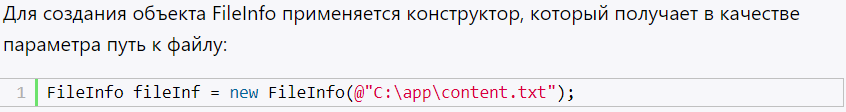 Для создания объекта FileInfo применяется конструктор, который получает в качестве
параметра путь к файлу:
1 FileInfo fileInf = new FileInfo(@"C:\app\content.txt");